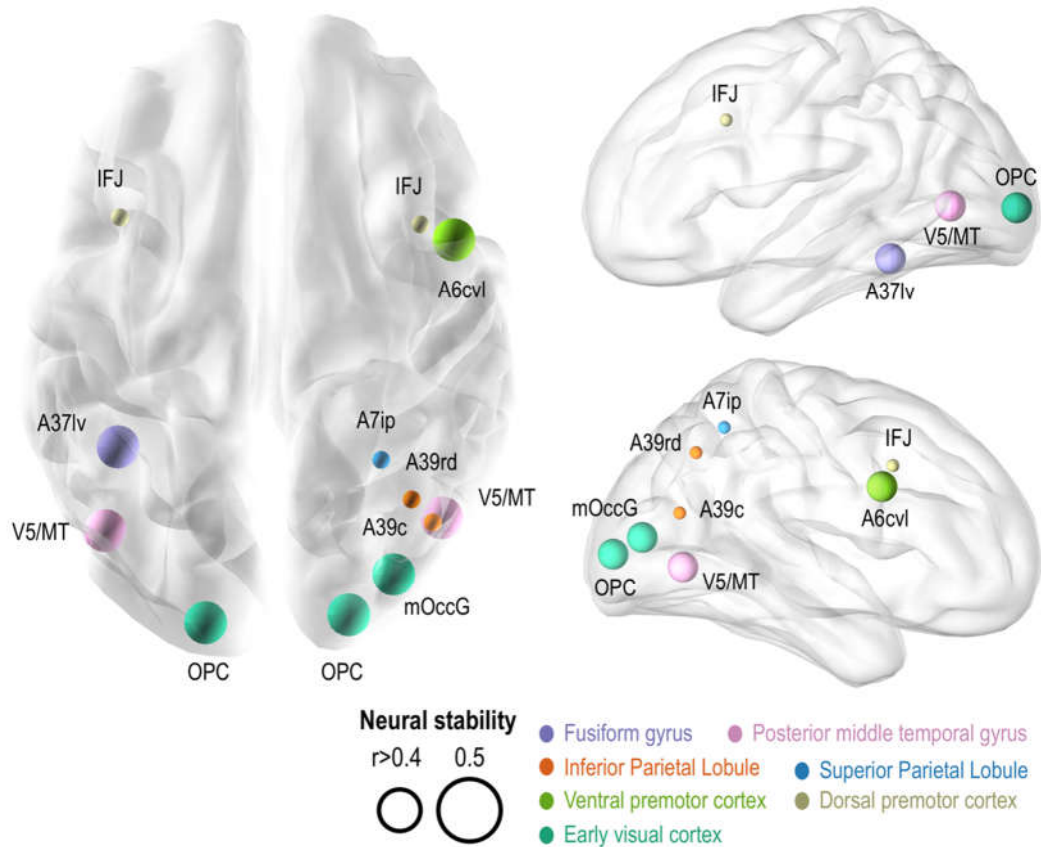 IFJ
IFJ
A6cvl
A37lv
A7ip
A39rd
V5/MT
V5/MT
A39c
mOccG
OPC
OPC
IFJ
OPC
V5/MT
A37lv
A7ip
A39rd
IFJ
A6cvl
mOccG
A39c
OPC
V5/MT
Neural stability
r>0.4 0.5
Fusiform gyrus Posterior middle temporal gyrus
Inferior Parietal Lobule Superior Parietal Lobule
Ventral premotor cortex Dorsal premotor cortex
Early visual cortex